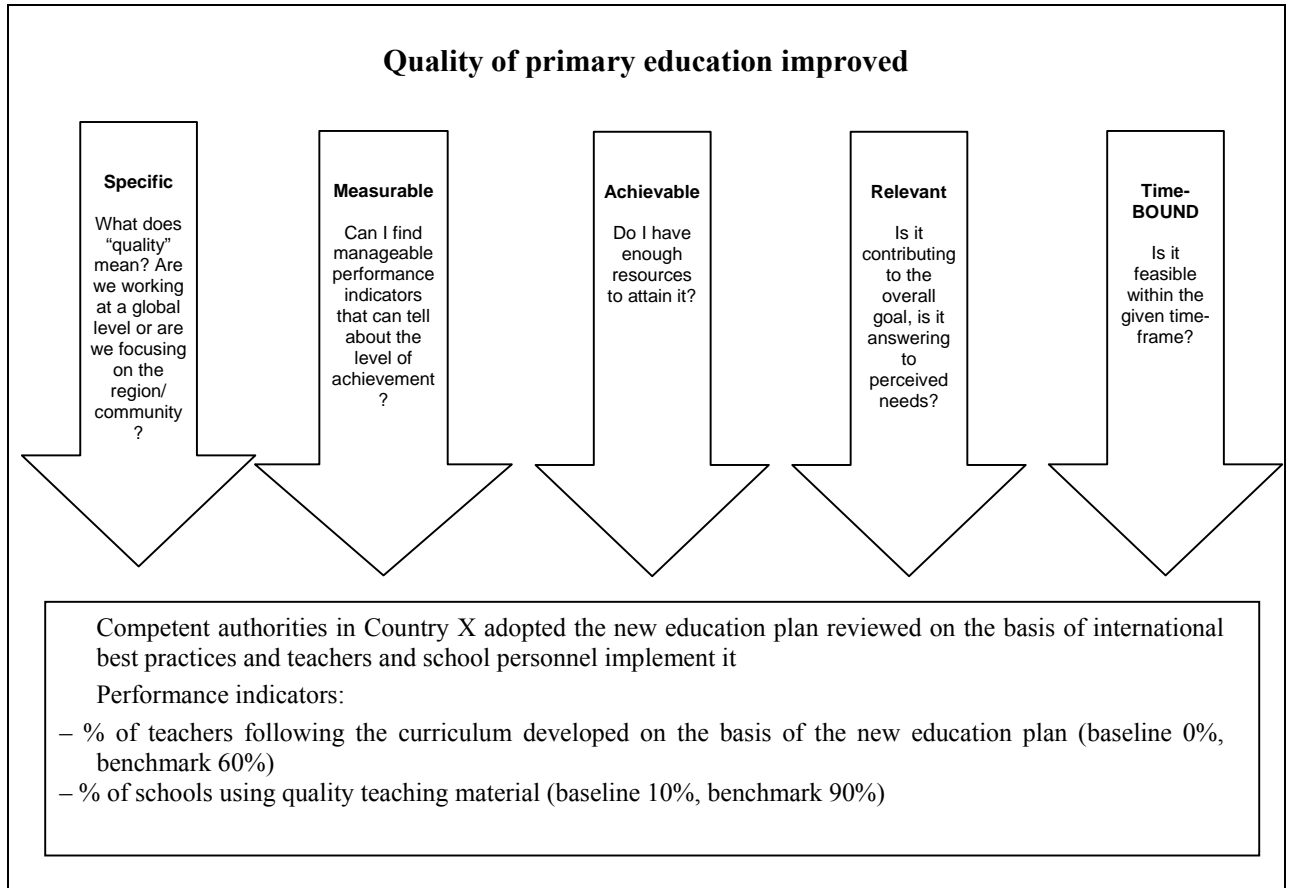 Quality of primary education improved
Specific
What does
“quality”
mean? Are
we working
at a global
level or are
we focusing
on the
region/
community
?
Measurable
Can I find
manageable
performance
indicators
that can tell
about the
level of
achievement
?
Achievable
Do I have
enough
resources
to attain it?
Relevant
Is it
contributing
to the
overall
goal, is it
answering
to
perceived
needs?
Time-
BOUND
Is it
feasible
within the
given time-
frame?
Competent authorities in Country X adopted the new education plan reviewed on the basis of international
best practices and teachers and school personnel implement it
Performance indicators:
– % of teachers following the curriculum developed on the basis of the new education plan (baseline 0%,
benchmark 60%)
– % of schools using quality teaching material (baseline 10%, benchmark 90%)